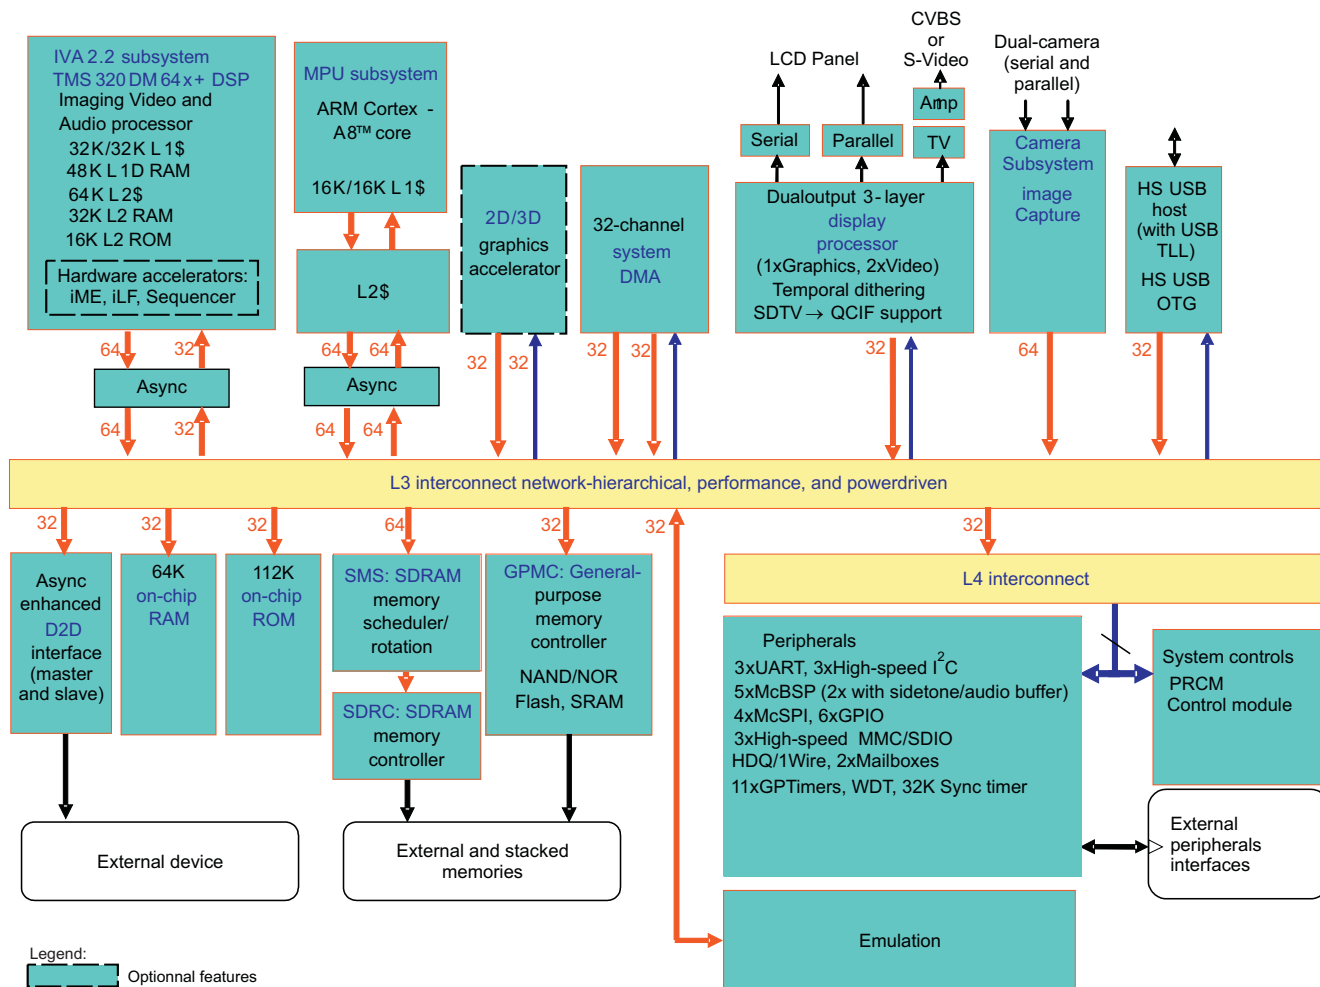 IVA 2.2 subsystem
TMS 320 DM 64 x+ DSP
Imaging Video and
Audio processor
32K/32K L 1$
48K L 1D RAM
64K L 2$
32K L2 RAM
16K L2 ROM
Hardware accelerators:
iME, iLF, Sequencer
MPU subsystem
ARM Cortex -
A8™ core
16K/16K L 1$
L2$
2D/3D
graphics
accelerator
32-channel
system
DMA
LCD Panel
CVBS
or
S-Video
Amp
Serial
Parallel
TV
Dualoutput 3-layer
display
processor
(1xGraphics, 2xVideo)
Temporal dithering
SDTV→ QCIF support
Dual-camera
(serial and
parallel)
Camera
Subsystem
image
Capture
HS USB
host
(with USB
TLL)
HS USB
OTG
64
32
64
64
32
32
32
32
32
64
32
Async
Async
64
32
64
64
L3 interconnect network-hierarchical, performance, and powerdriven
32
32
32
64
32
32
32
Async
enhanced
D2D
interface
(master
and slave)
64K
on-chip
RAM
112K
on-chip
ROM
SMS: SDRAM
memory
scheduler/
rotation
SDRC: SDRAM
memory
controller
GPMC: General-
purpose
memory
controller
NAND/NOR
Flash, SRAM
L4 interconnect
Peripherals
3xUART, 3xHigh-speed I²C
5xMcBSP (2x with sidetone/audio buffer)
4xMcSPI, 6xGPIO
3xHigh-speed MMC/SDIO
HDQ/1Wire, 2xMailboxes
11xGPTimers, WDT, 32K Sync timer
System controls
PRCM
Control module
External
peripherals
interfaces
External device
External and stacked
memories
Emulation
Legend:
Optionnal features